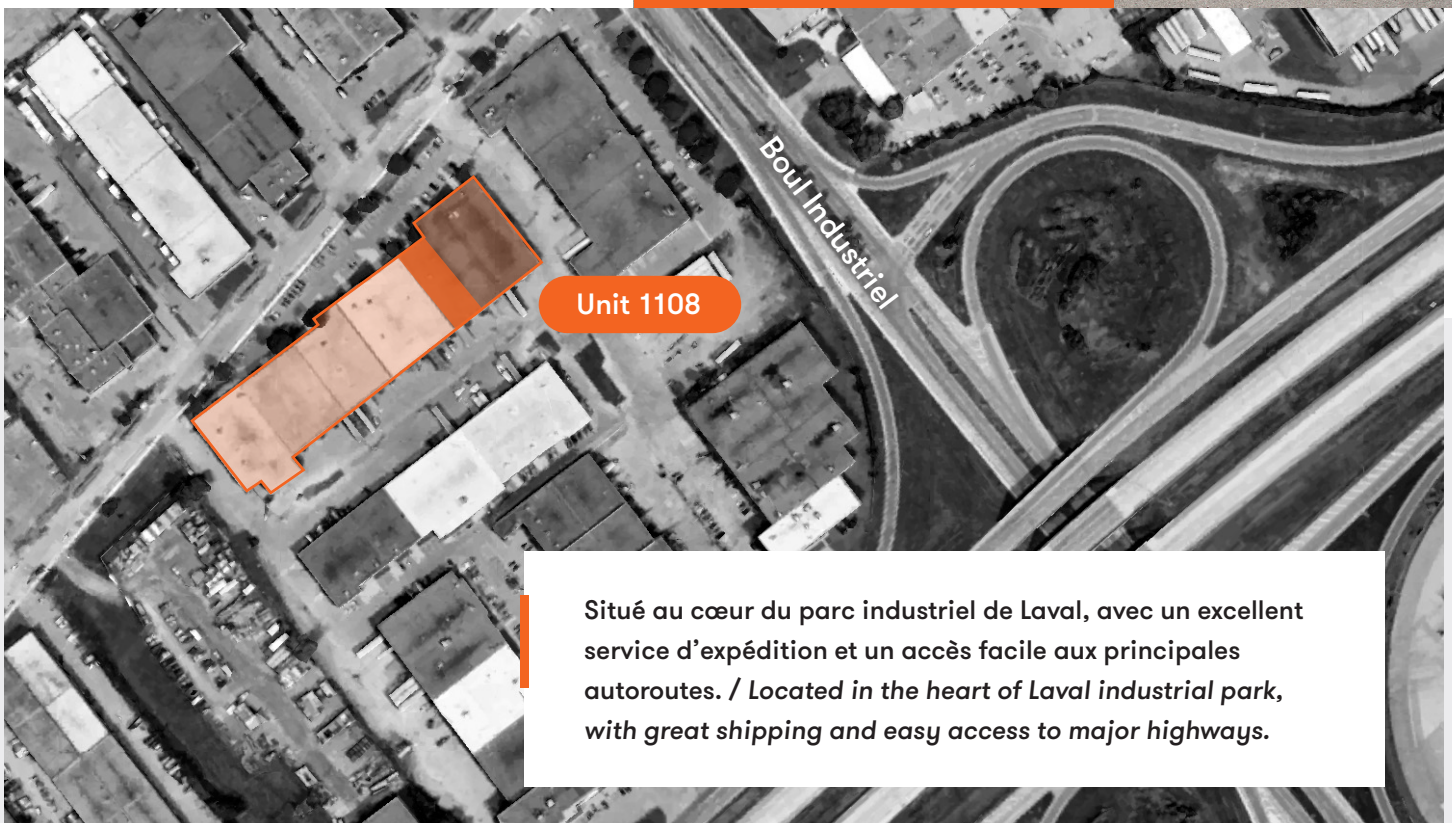 Boul Industriel
Unit 1108
Situé au cœur du parc industriel de Laval, avec un excellent
service d’expédition et un accès facile aux principales
autoroutes. / Located in the heart of Laval industrial park,
with great shipping and easy access to major highways.